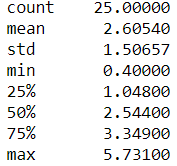 count 25.00000
mean 2.60540
std 1.50657
min 0.40000
25% 1.04800
50% 2.54400
75% 3.49900
max 5.73100